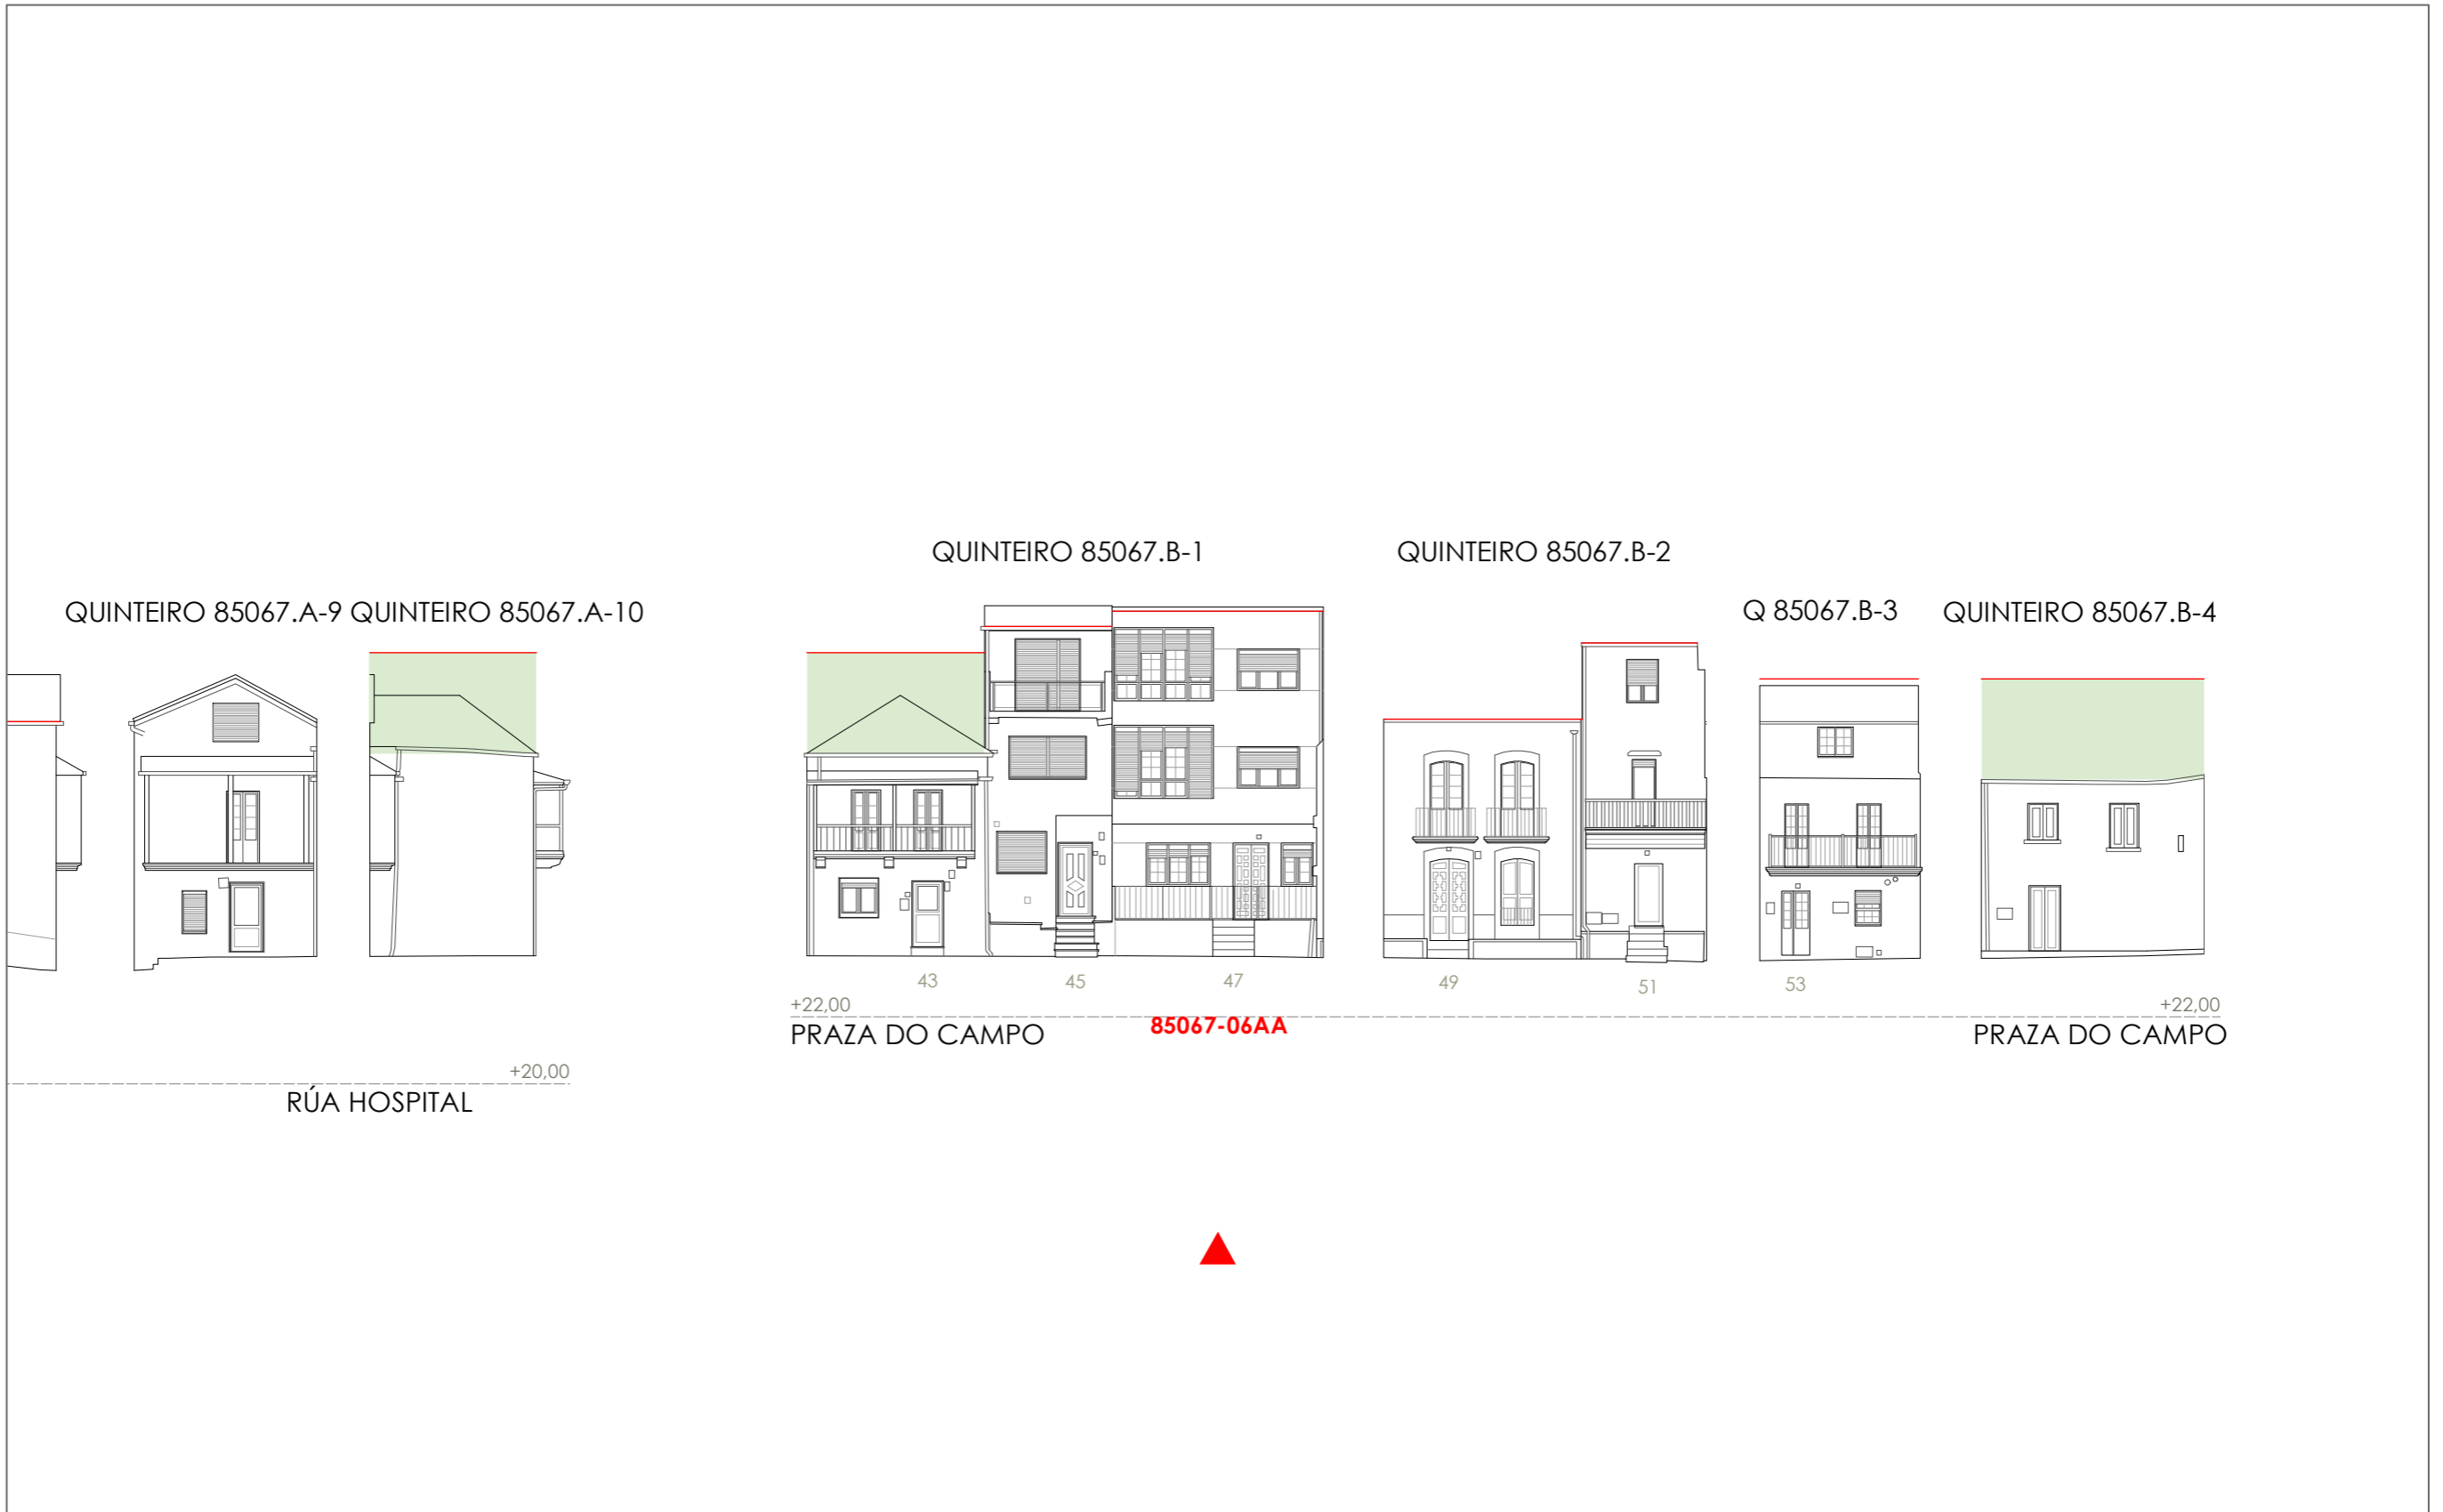 QUINTEIRO 85067.B-1
QUINTEIRO 85067.B-2
QUINTEIRO 85067.A-9 QUINTEIRO 85067.A-10
Q 85067.B-3
QUINTEIRO 85067.B-4
43
45
47
49
51
53
+22,00
+22,00
PRAZA DO CAMPO
85067-06AA
PRAZA DO CAMPO
+20,00
RÚA HOSPITAL